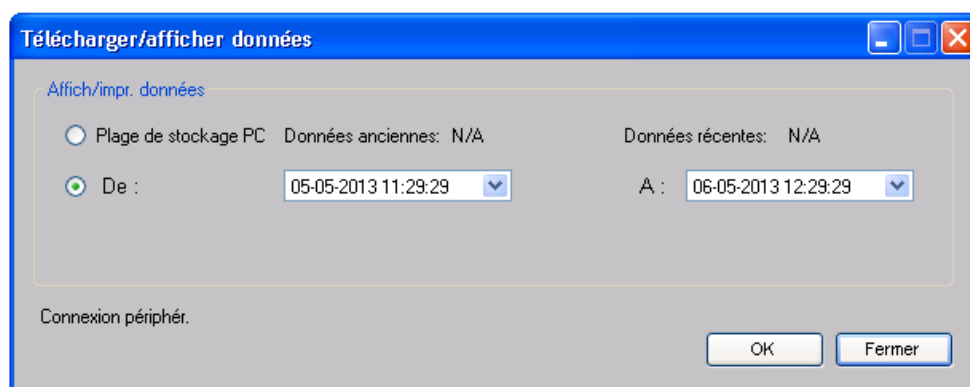 Télécharger/afficher données
Affich/impr. données
Plage de stockage PC Données anciennes: N/A Données récentes: N/A
De : 05-05-2013 11:29:29 A : 06-05-2013 12:29:29
Connexion périphér.
OK Fermer